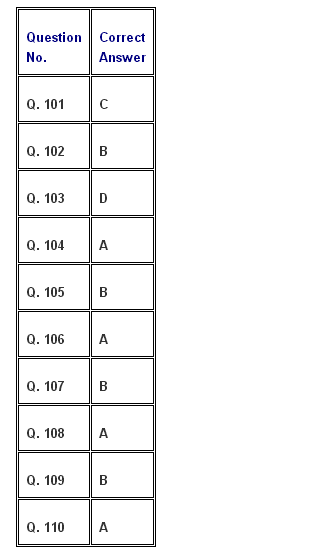 Question No. Correct Answer
Q. 101 C
Q. 102 B
Q. 103 D
Q. 104 A
Q. 105 B
Q. 106 A
Q. 107 B
Q. 108 A
Q. 109 B
Q. 110 A